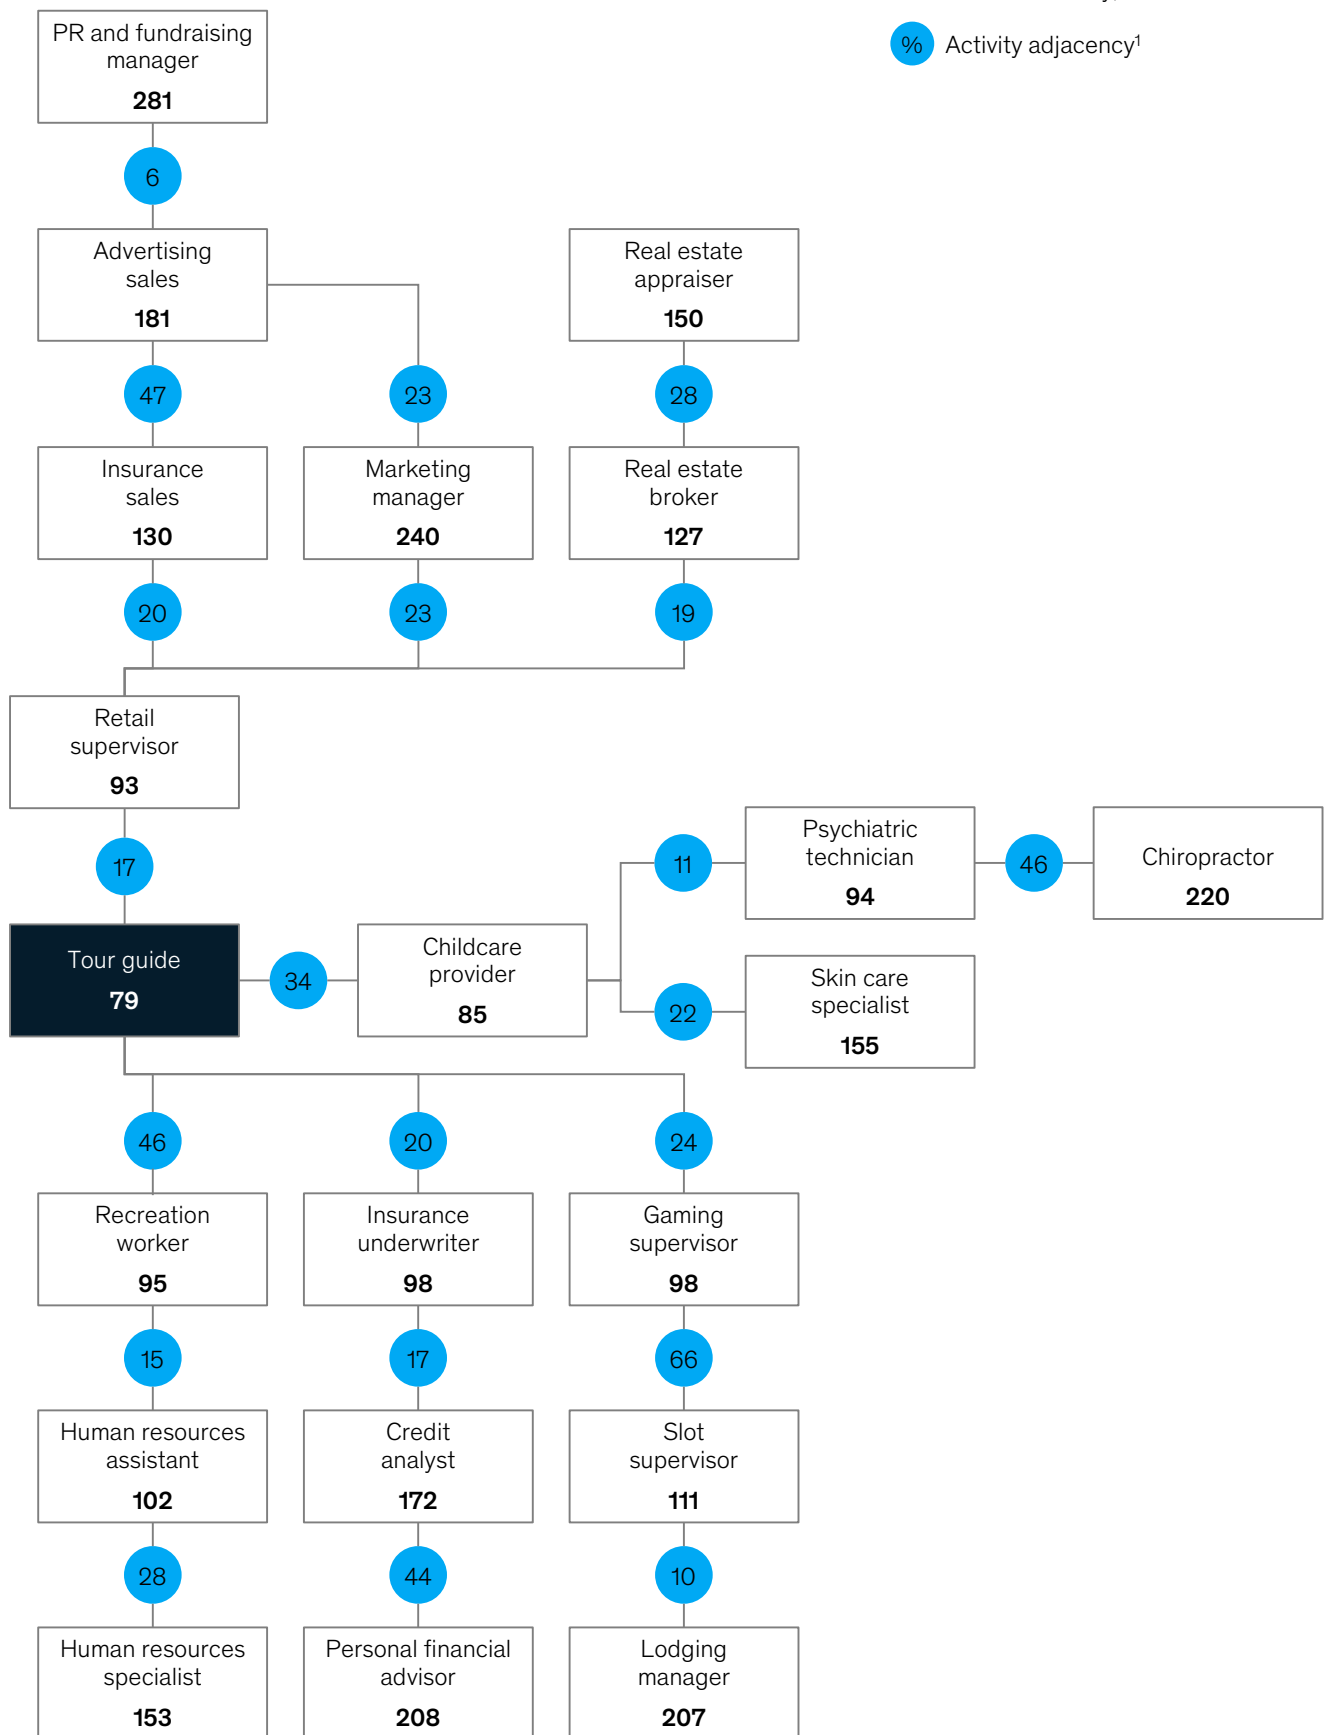 PR and fundraising
manager
281
% Activity adjacency¹
6
Advertising
sales
181
Real estate
appraiser
150
47
23
28
Insurance
sales
130
Marketing
manager
240
Real estate
broker
127
20
23
19
Retail
supervisor
93
17
Psychiatric
technician
94
11
46
Chiropractor
220
Tour guide
79
34
Childcare
provider
85
22
Skin care
specialist
155
46
20
24
Recreation
worker
95
Insurance
underwriter
98
Gaming
supervisor
98
15
17
66
Human resources
assistant
102
Credit
analyst
172
Slot
supervisor
111
28
44
10
Human resources
specialist
153
Personal financial
advisor
208
Lodging
manager
207